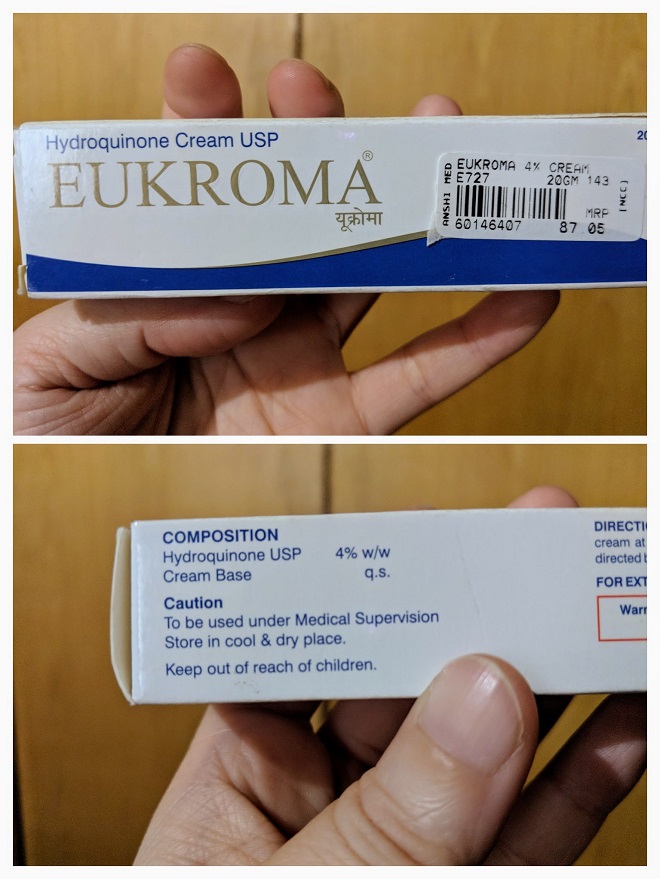 Hydroquinone Cream USP
20
EUKROMA®
यूक्रोमा
ANSHI MED
EUKROMA 4% CREAM
E727 20GM 143
MRP
60146407 87.05
[NCC]
COMPOSITION
Hydroquinone USP 4% w/w
Cream Base q.s.
Caution
To be used under Medical Supervision
Store in cool & dry place.
Keep out of reach of children.
DIRECTI
cream at
directed b
FOR EXT
Warr